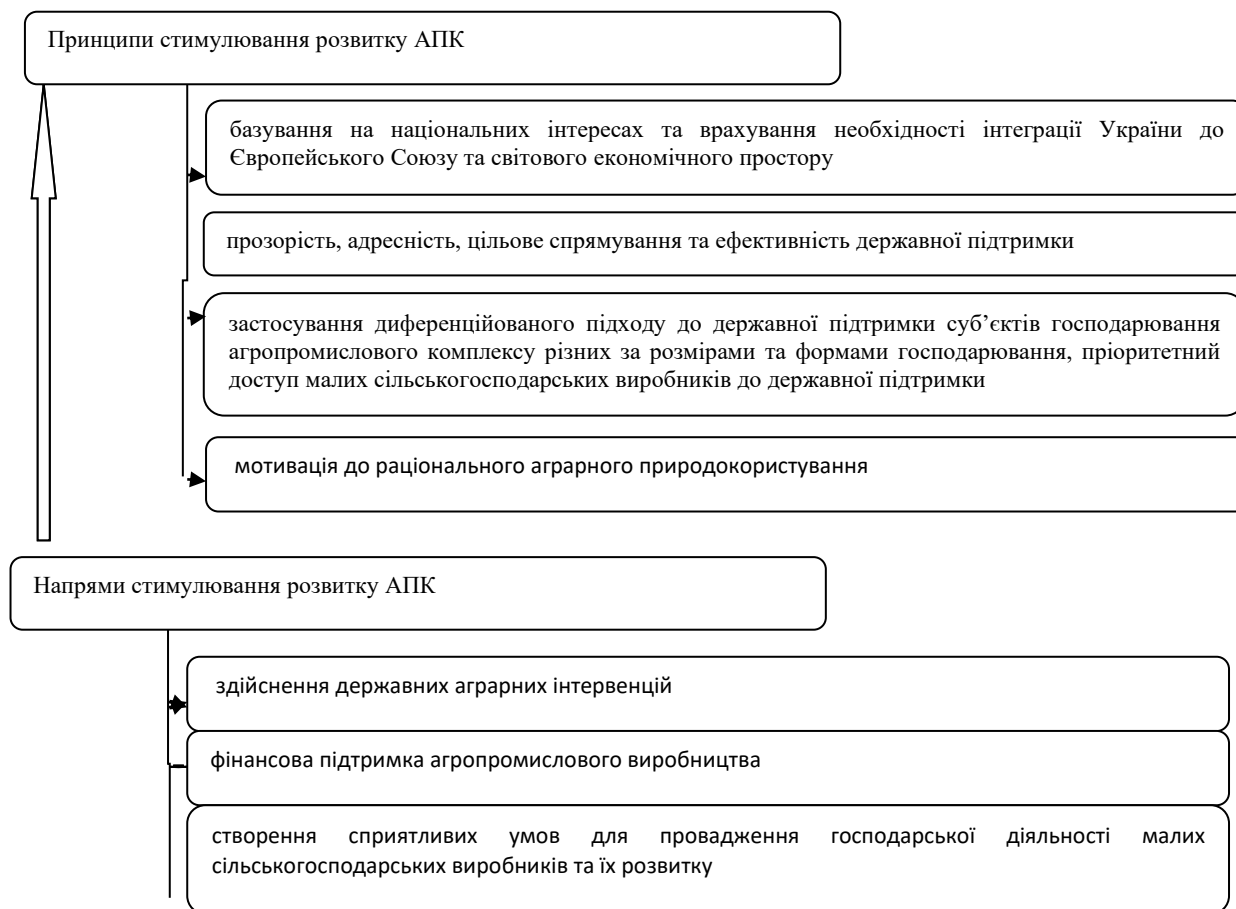 Принципи стимулювання розвитку АПК
базування на національних інтересах та врахування необхідності інтеграції України до
Європейського Союзу та світового економічного простору
прозорість, адресність, цільове спрямування та ефективність державної підтримки
застосування диференційованого підходу до державної підтримки суб’єктів господарювання
агропромислового комплексу різних за розмірами та формами господарювання, пріоритетний
доступ малих сільськогосподарських виробників до державної підтримки
мотивація до раціонального аграрного природокористування
Напрями стимулювання розвитку АПК
здійснення державних аграрних інтервенцій
фінансова підтримка агропромислового виробництва
створення сприятливих умов для провадження господарської діяльності малих
сільськогосподарських виробників та їх розвитку